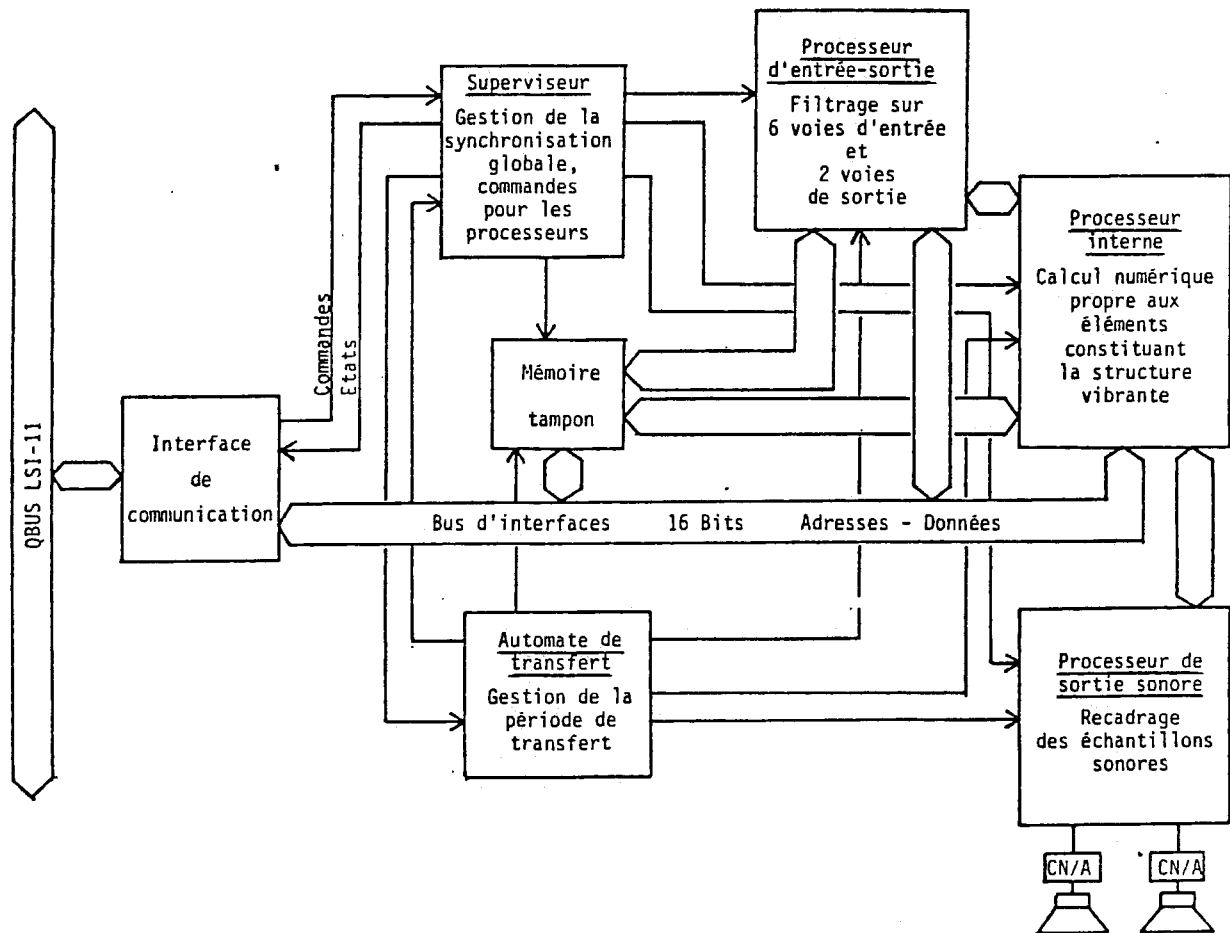 QBUS LSI-11
Interface
de
communication
Commandes
Etats
Superviseur
Gestion de la
synchronisation
globale,
commandes
pour les
processeurs
Processeur
d'entrée-sortie
Filtrage sur
6 voies d'entrée
et
2 voies
de sortie
Processeur
interne
Calcul numérique
propre aux
éléments
constituant
la structure
vibrante
Mémoire
tampon
Bus d'interfaces 16 Bits Adresses - Données
Automate de
transfert
Gestion de la
période de
transfert
Processeur de
sortie sonore
Recadrage
des échantillons
sonores
CN/A
CN/A